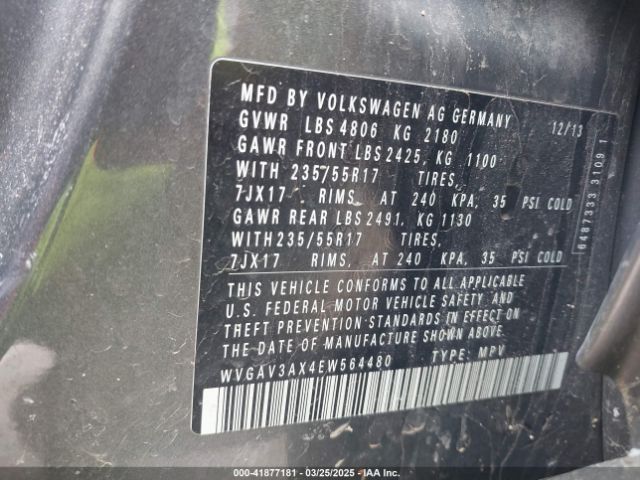 MFD BY VOLKSWAGEN AG GERMANY 12/13
GVWR LBS 4806 KG 2180
GAWR FRONT LBS 2425, KG 1100
WITH 235/55R17 TIRES,
7JX17 RIMS, AT 240 KPA, 35 PSI COLD
GAWR REAR LBS 2491, KG 1130
WITH 235/55R17 TIRES,
7JX17 RIMS, AT 240 KPA, 35 PSI COLD
THIS VEHICLE CONFORMS TO ALL APPLICABLE
U.S. FEDERAL MOTOR VEHICLE SAFETY AND
THEFT PREVENTION STANDARDS IN EFFECT ON
THE DATE OF MANUFACTURE SHOWN ABOVE.
WVGAV3AX4EW564480 TYPE: MPV
6487333 3109 1
000-41877181 / 03/25/2025 — IAA Inc.